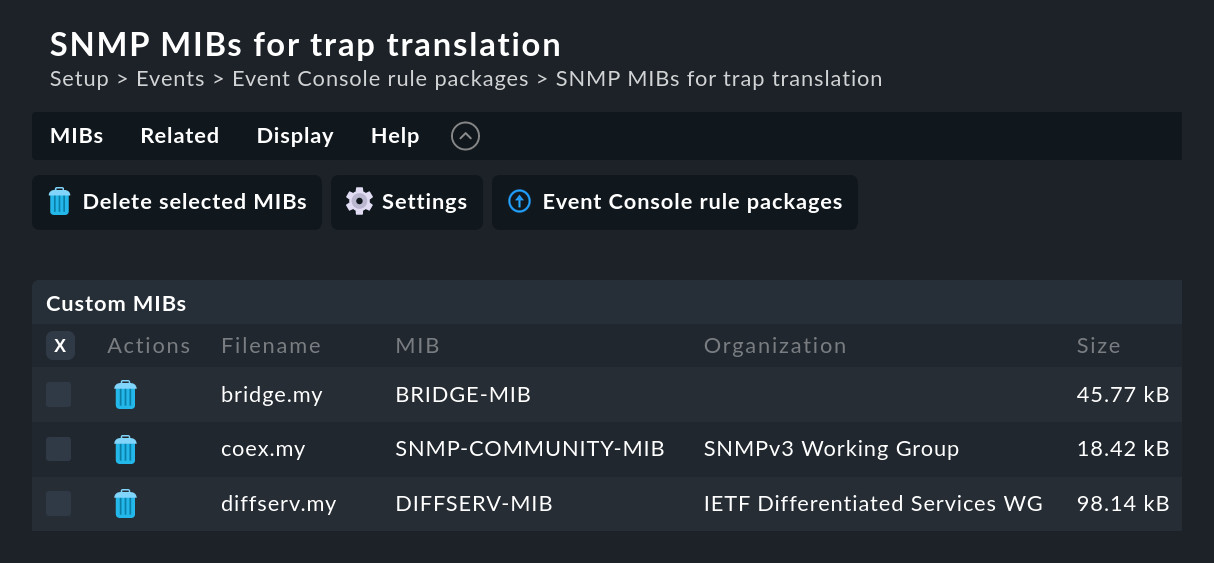 SNMP MIBs for trap translation
Setup > Events > Event Console rule packages > SNMP MIBs for trap translation
MIBs Related Display Help
Delete selected MIBs Settings Event Console rule packages
Custom MIBs
X Actions Filename MIB Organization Size
bridge.my BRIDGE-MIB 45.77 kB
coex.my SNMP-COMMUNITY-MIB SNMPv3 Working Group 18.42 kB
diffserv.my DIFFSERV-MIB IETF Differentiated Services WG 98.14 kB